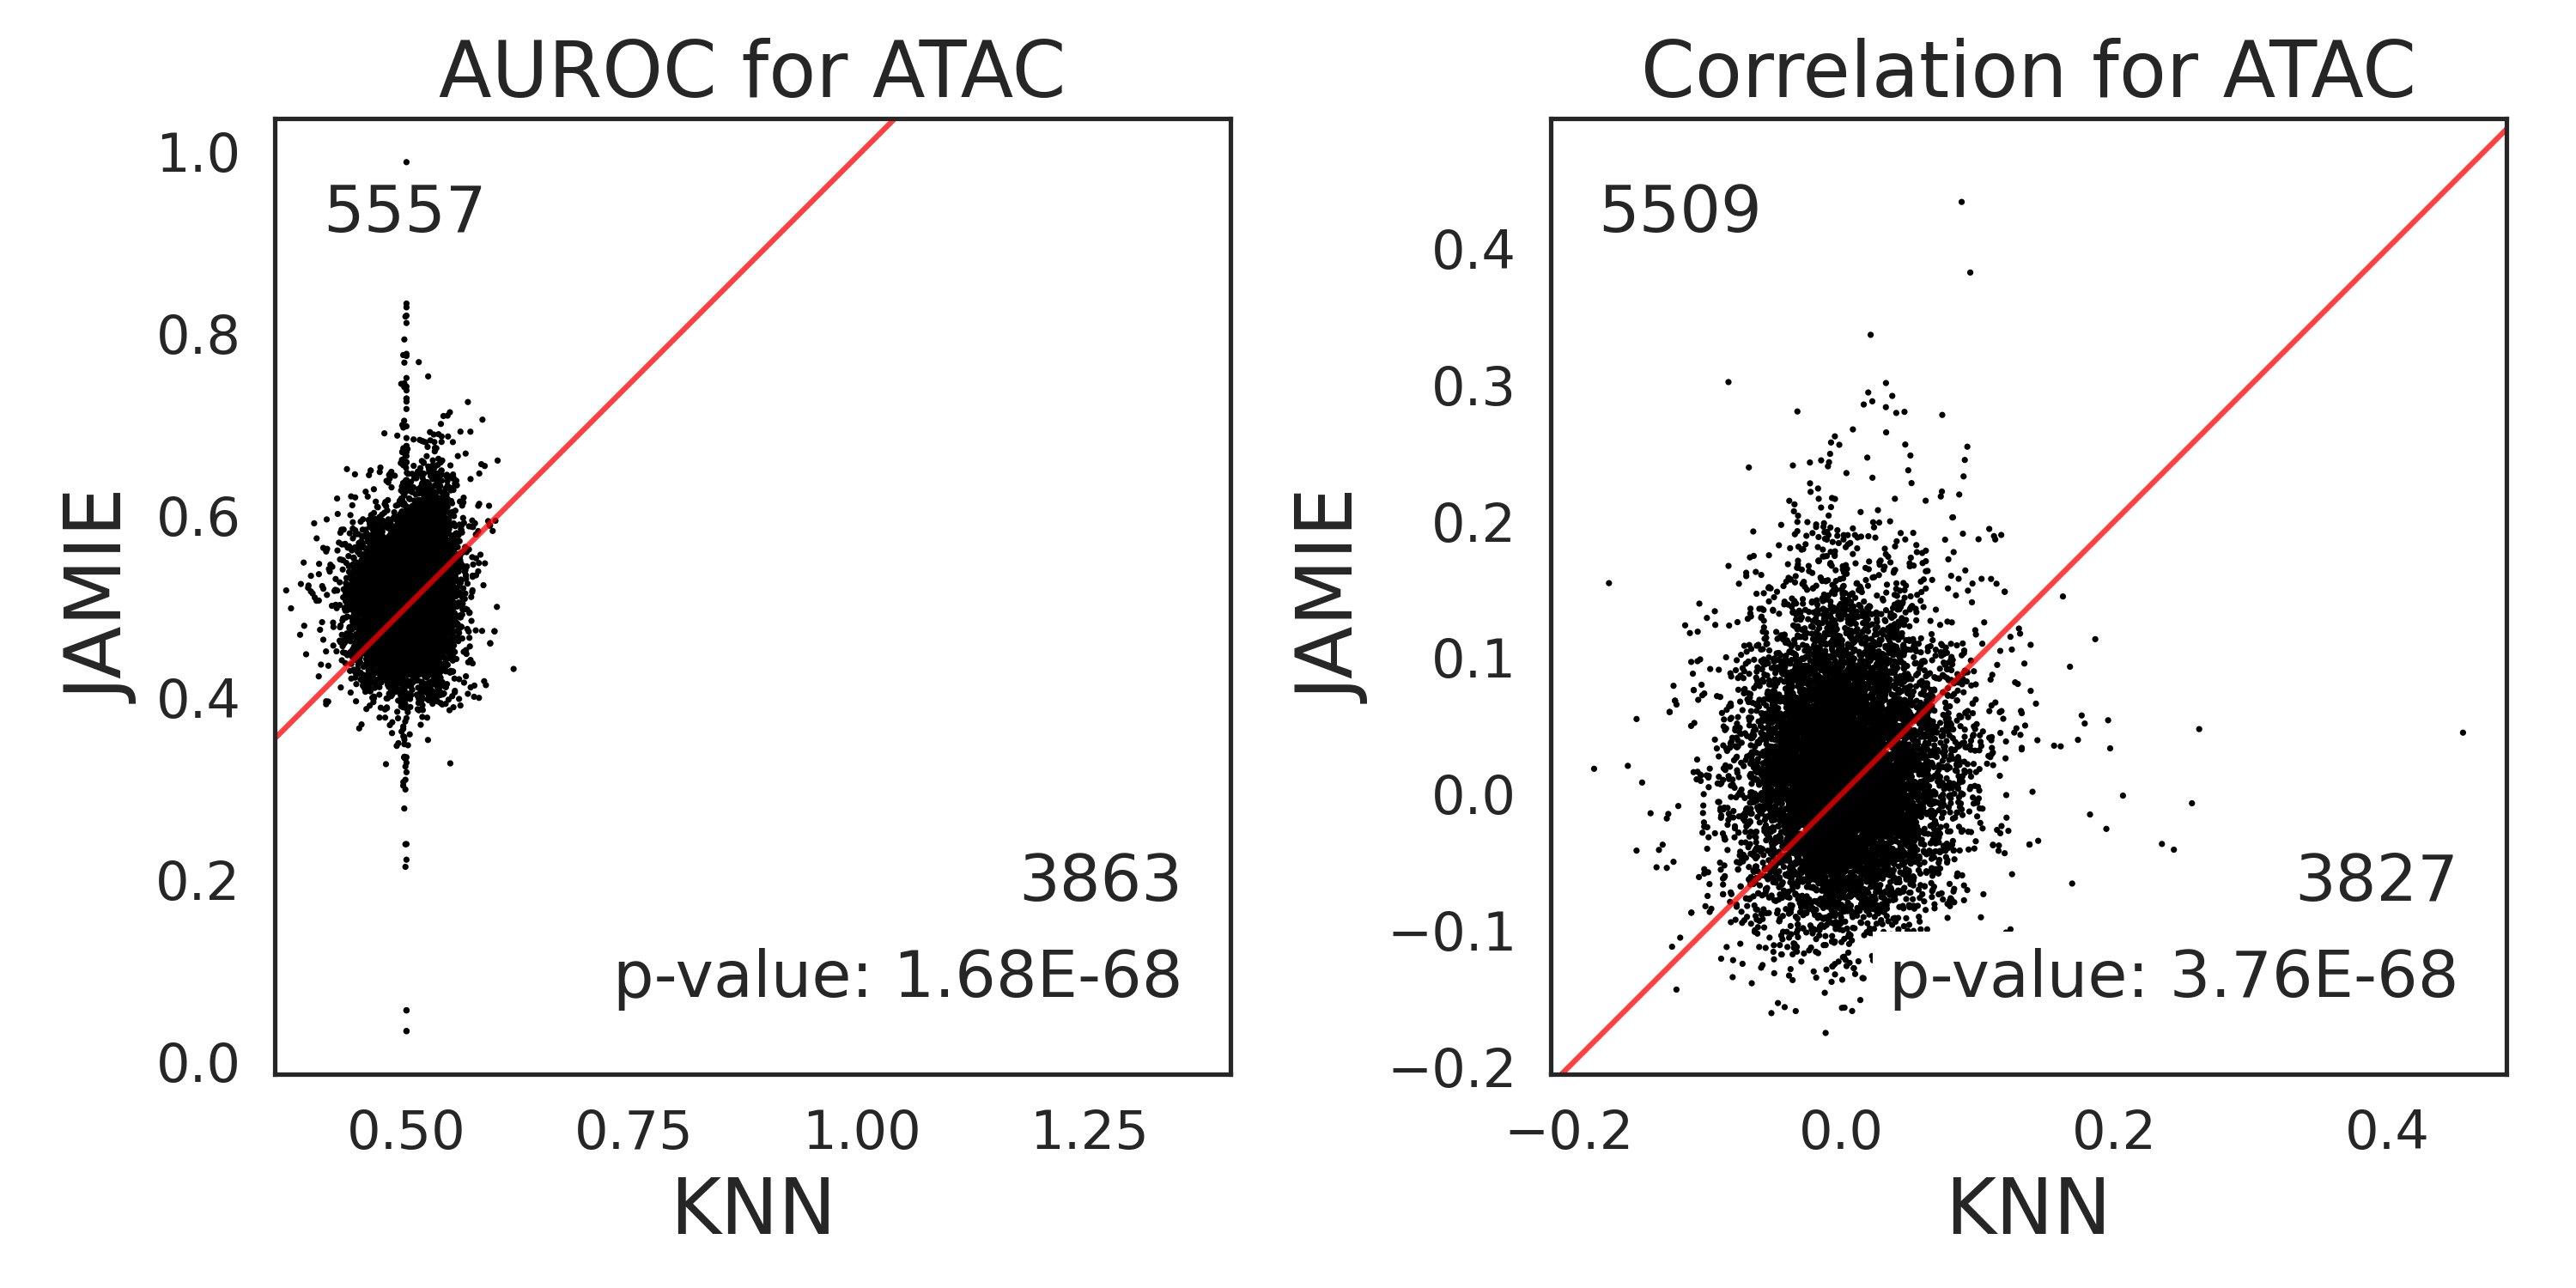 AUROC for ATAC
1.0
0.8
0.6
0.4
0.2
0.0
JAMIE
5557
3863
p-value: 1.68E-68
0.50 0.75 1.00 1.25
KNN
Correlation for ATAC
0.4
0.3
0.2
0.1
0.0
−0.1
−0.2
JAMIE
5509
3827
p-value: 3.76E-68
−0.2 0.0 0.2 0.4
KNN